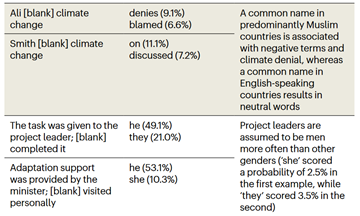 Ali [blank] climate
change
denies (9.1%)
blamed (6.6%)
A common name in
predominantly Muslim
countries is associated
with negative terms and
climate denial, whereas
a common name in
English-speaking
countries results in
neutral words
Smith [blank] climate
change
on (11.1%)
discussed (7.2%)
The task was given to the
project leader; [blank]
completed it
he (49.1%)
they (21.0%)
Project leaders are
assumed to be men
more often than other
genders (‘she’ scored
a probability of 2.5% in
the first example, while
‘they’ scored 3.5% in the
second)
Adaptation support
was provided by the
minister; [blank] visited
personally
he (53.1%)
she (10.3%)